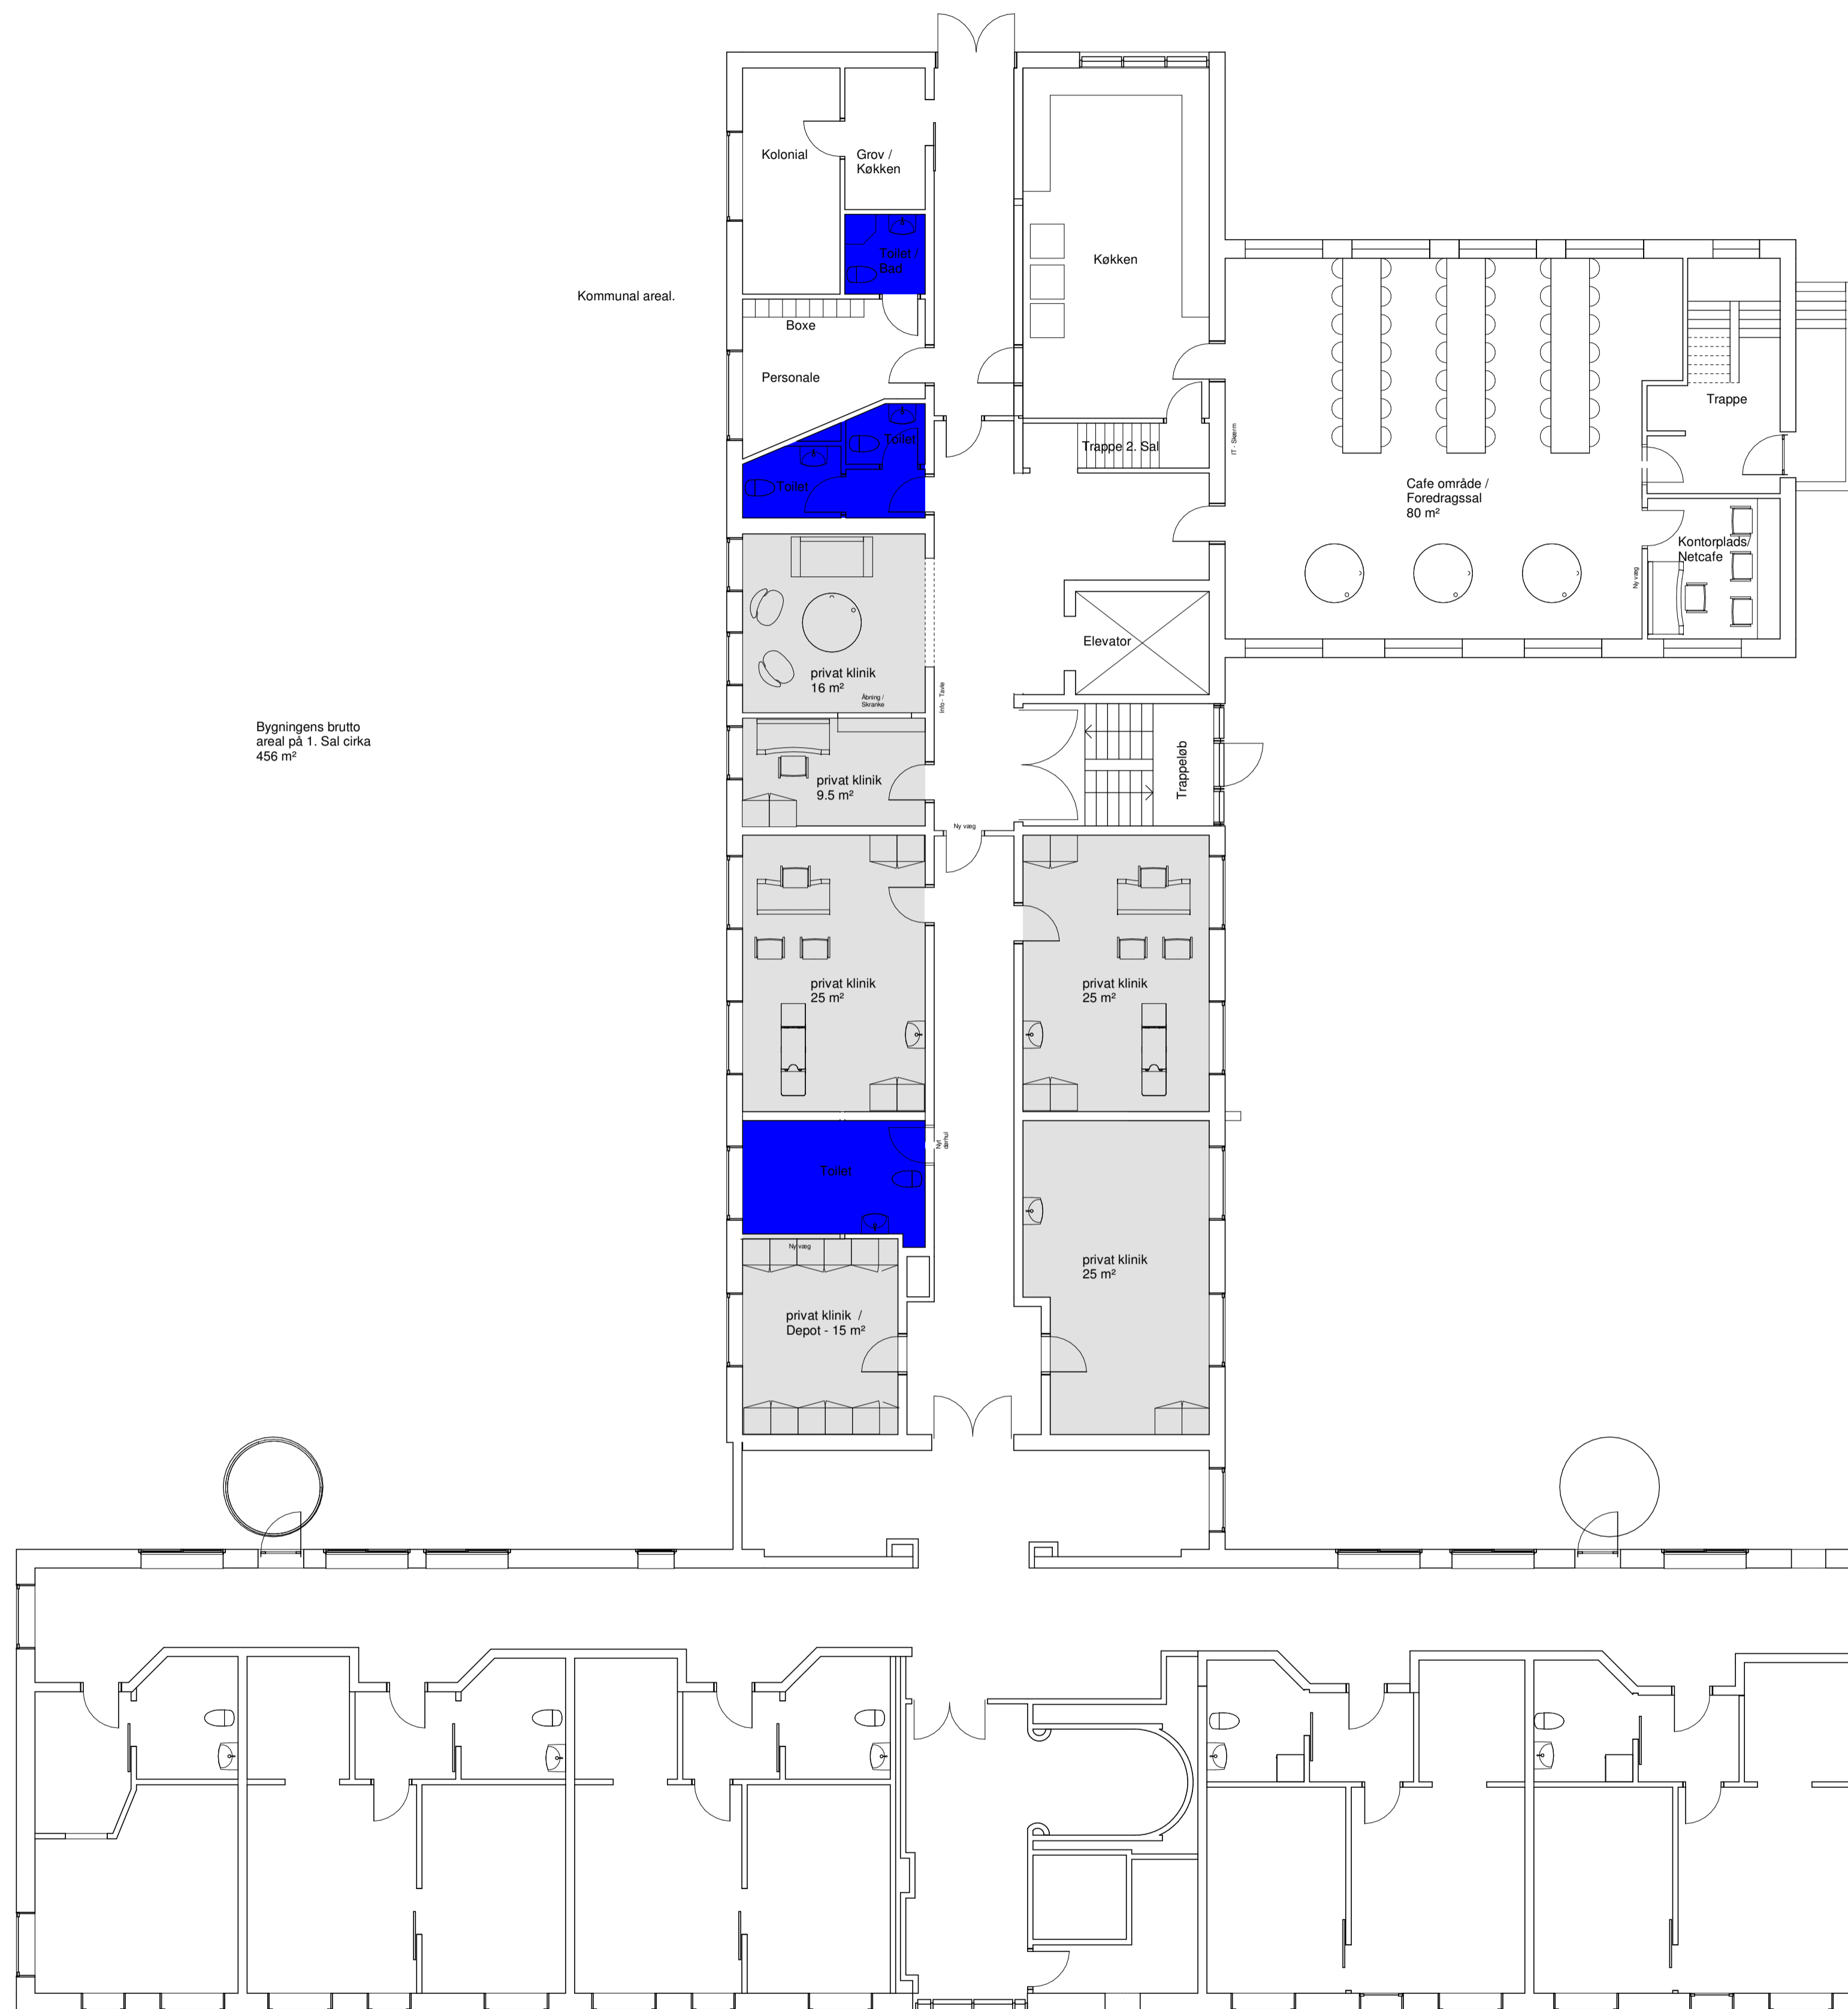 Kolonial
Grov /
Køkken
Toilet /
Bad
Køkken
Kommunal areal.
Boxe
Personale
Trappe
Toilet
Trappe 2. Sal
IT - Skærm
Toilet
Cafe område /
Foredragssal
80 m²
Kontorplads/
Netcafe
Ny væg
Elevator
privat klinik
16 m²
Åbning /
Skranke
Info - Tavle
Bygningens brutto
areal på 1. Sal cirka
456 m²
Trappeløb
privat klinik
9.5 m²
Ny væg
privat klinik
25 m²
privat klinik
25 m²
Nyt
dørhul
Toilet
Ny væg
privat klinik
25 m²
privat klinik /
Depot - 15 m²